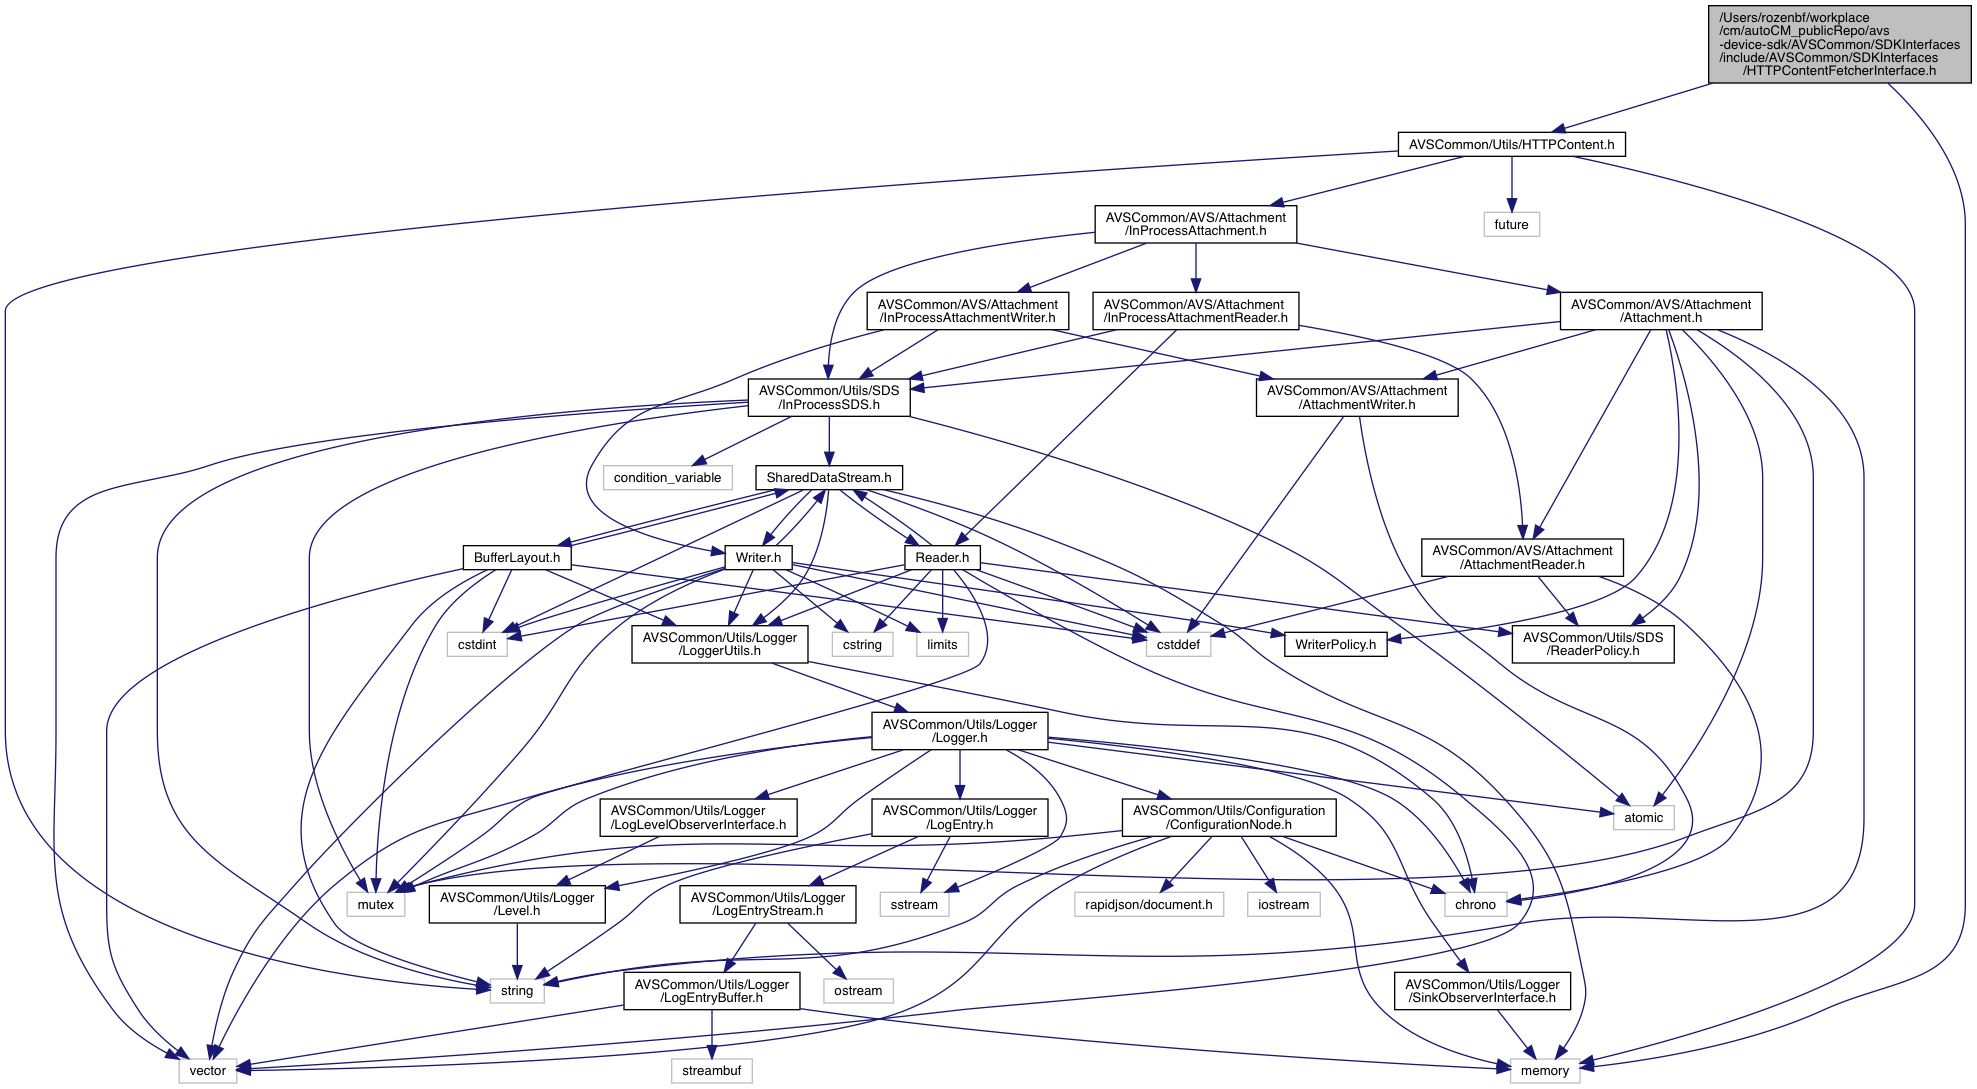 /Users/rozenbf/workplace
/cm/autoCM_publicRepo/avs
-device-sdk/AVSCommon/SDKInterfaces
/include/AVSCommon/SDKInterfaces
/HTTPContentFetcherInterface.h
AVSCommon/Utils/HTTPContent.h
AVSCommon/AVS/Attachment
/InProcessAttachment.h
future
AVSCommon/AVS/Attachment
/InProcessAttachmentWriter.h
AVSCommon/AVS/Attachment
/InProcessAttachmentReader.h
AVSCommon/AVS/Attachment
/Attachment.h
AVSCommon/Utils/SDS
/InProcessSDS.h
AVSCommon/AVS/Attachment
/AttachmentWriter.h
condition_variable
SharedDataStream.h
BufferLayout.h
Writer.h
Reader.h
AVSCommon/AVS/Attachment
/AttachmentReader.h
cstdint
AVSCommon/Utils/Logger
/LoggerUtils.h
cstring
limits
cstddef
WriterPolicy.h
AVSCommon/Utils/SDS
/ReaderPolicy.h
AVSCommon/Utils/Logger
/Logger.h
AVSCommon/Utils/Logger
/LogLevelObserverInterface.h
AVSCommon/Utils/Logger
/LogEntry.h
AVSCommon/Utils/Configuration
/ConfigurationNode.h
atomic
mutex
AVSCommon/Utils/Logger
/Level.h
AVSCommon/Utils/Logger
/LogEntryStream.h
sstream
rapidjson/document.h
iostream
chrono
string
AVSCommon/Utils/Logger
/LogEntryBuffer.h
ostream
AVSCommon/Utils/Logger
/SinkObserverInterface.h
vector
streambuf
memory